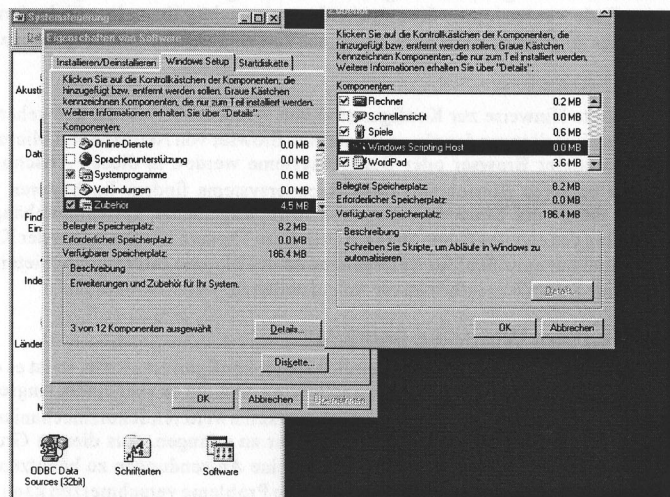 Systemsteuerung
Eigenschaften von Software
Installieren/Deinstallieren Windows Setup Startdiskette
Klicken Sie auf die Kontrollkästchen der Komponenten, die
hinzugefügt bzw. entfernt werden sollen. Graue Kästchen
kennzeichnen Komponenten, die nur zum Teil installiert werden.
Weitere Informationen erhalten Sie über "Details".
Komponenten:
Online-Dienste 0.0 MB
Sprachenunterstützung 0.0 MB
Systemprogramme 0.6 MB
Verbindungen 0.0 MB
Zubehör 4.5 MB
Belegter Speicherplatz: 8.2 MB
Erforderlicher Speicherplatz: 0.0 MB
Verfügbarer Speicherplatz: 186.4 MB
Beschreibung
Erweiterungen und Zubehör für Ihr System.
3 von 12 Komponenten ausgewählt Details...
Diskette...
OK Abbrechen Übernehmen
Akusti
Datu
Find
Ein
Inde
Länder
ODBC Data
Sources (32bit)
Schriftarten
Software
Klicken Sie auf die Kontrollkästchen der Komponenten, die
hinzugefügt bzw. entfernt werden sollen. Graue Kästchen
kennzeichnen Komponenten, die nur zum Teil installiert werden.
Weitere Informationen erhalten Sie über "Details".
Komponenten:
Rechner 0.2 MB
Schnellansicht 0.0 MB
Spiele 0.6 MB
Windows Scripting Host 0.0 MB
WordPad 3.6 MB
Belegter Speicherplatz: 8.2 MB
Erforderlicher Speicherplatz: 0.0 MB
Verfügbarer Speicherplatz: 186.4 MB
Beschreibung
Schreiben Sie Skripte, um Abläufe in Windows zu
automatisieren
Details...
OK Abbrechen